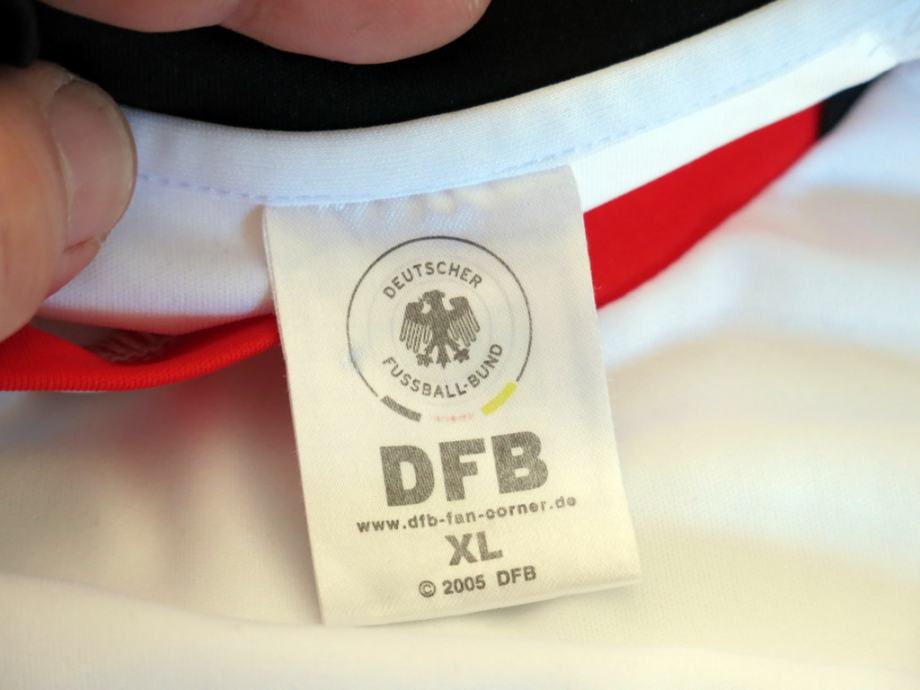 DEUTSCHER
FUSSBALL-BUND
DFB
www.dfb-fan-corner.de
XL
© 2005 DFB